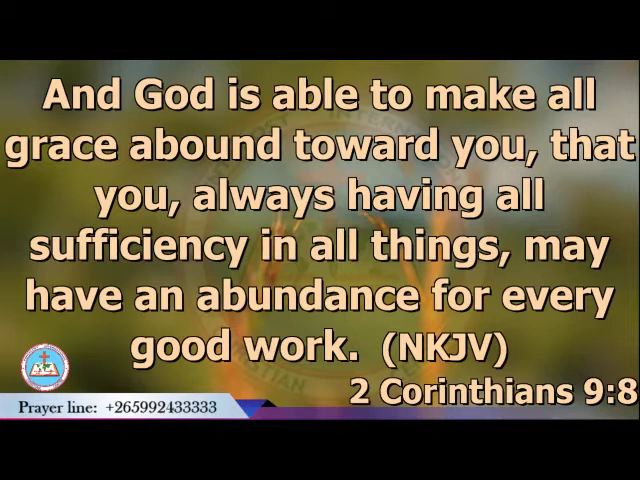 And God is able to make all
grace abound toward you, that
you, always having all
sufficiency in all things, may
have an abundance for every
good work. (NKJV)
2 Corinthians 9:8
Prayer line: +265992433333